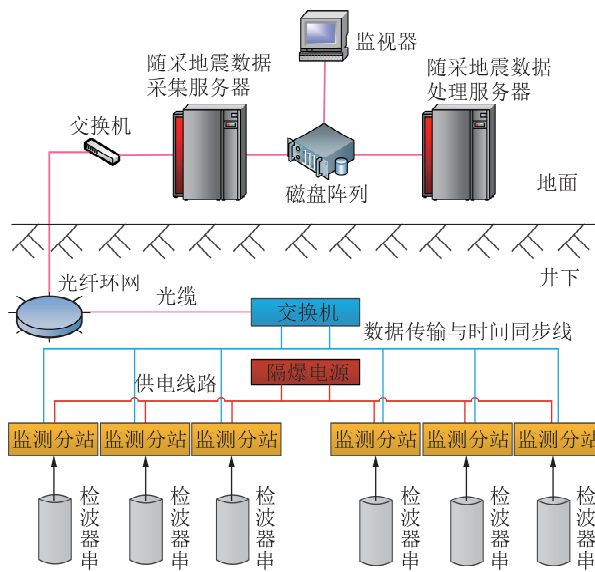 监视器
随采地震数据
采集服务器
随采地震数据
处理服务器
交换机
磁盘阵列
地面
井下
光纤环网
光缆
交换机
数据传输与时间同步线
隔爆电源
供电线路
监测分站
监测分站
监测分站
监测分站
监测分站
监测分站
检波器串
检波器串
检波器串
检波器串
检波器串
检波器串